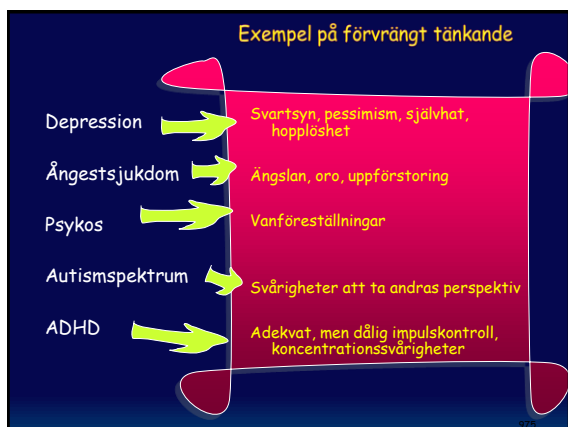 Exempel på förvrängt tänkande
Depression
Svartsyn, pessimism, självhat,
hopplöshet
Ångestsjukdom
Ängslan, oro, uppförstoring
Psykos
Vanföreställningar
Autismspektrum
Svårigheter att ta andras perspektiv
ADHD
Adekvat, men dålig impulskontroll,
koncentrationssvårigheter
975